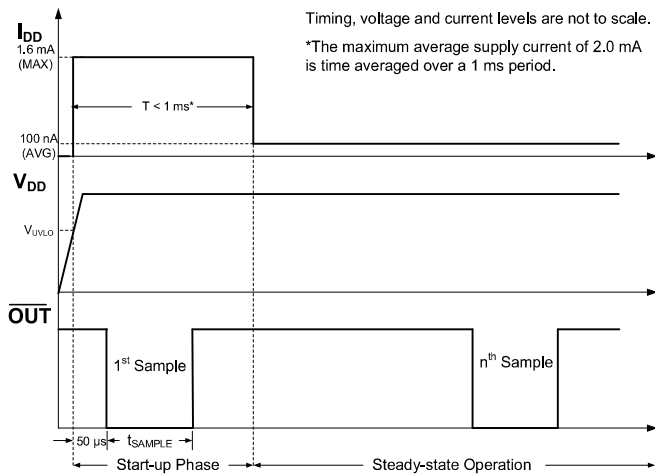 Timing, voltage and current levels are not to scale.
*The maximum average supply current of 2.0 mA
is time averaged over a 1 ms period.
IDD
1.6 mA
(MAX)
T < 1 ms*
100 nA
(AVG)
VDD
VUVLO
OUT
1st Sample
nth Sample
50 µs
tSAMPLE
Start-up Phase
Steady-state Operation